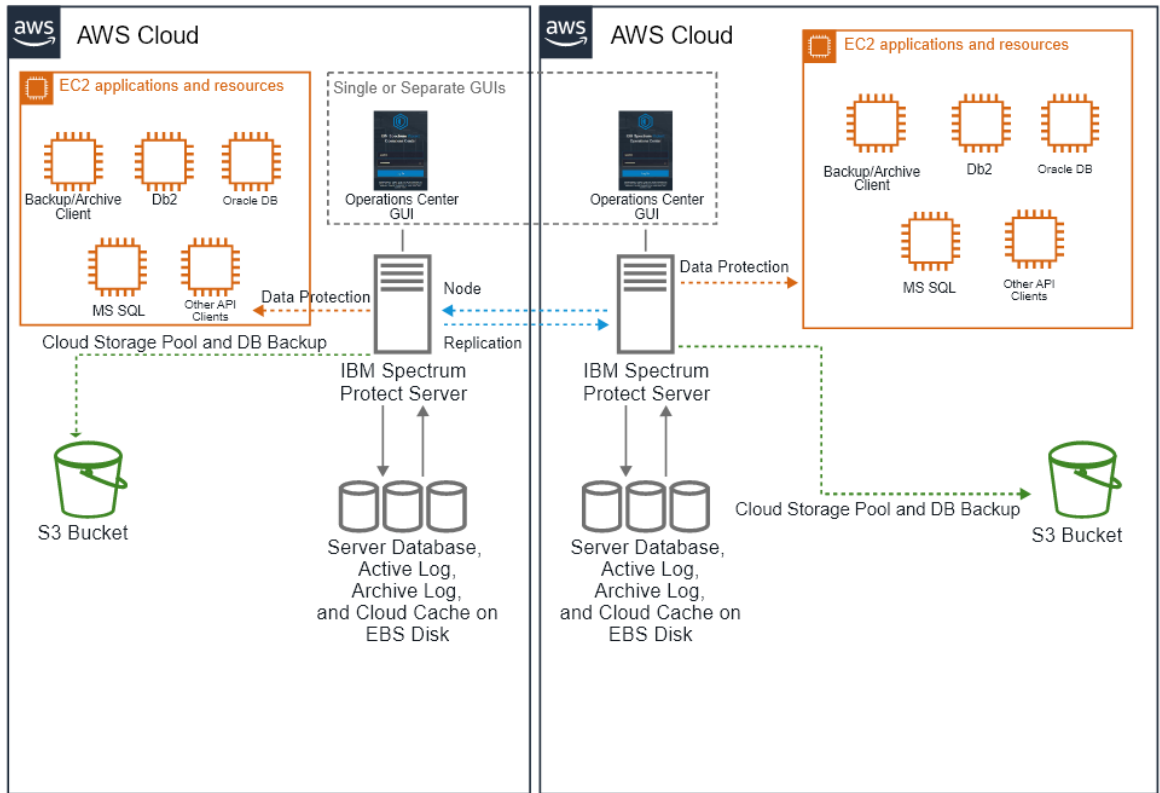 aws
AWS Cloud
EC2 applications and resources
Backup/Archive
Client
Db2
Oracle DB
MS SQL
Other API
Clients
Single or Separate GUIs
Operations Center
GUI
Operations Center
GUI
Data Protection
Node
Replication
Cloud Storage Pool and DB Backup
IBM Spectrum
Protect Server
S3 Bucket
Server Database,
Active Log,
Archive Log,
and Cloud Cache on
EBS Disk
aws
AWS Cloud
EC2 applications and resources
Backup/Archive
Client
Db2
Oracle DB
MS SQL
Other API
Clients
Data Protection
IBM Spectrum
Protect Server
Cloud Storage Pool and DB Backup
S3 Bucket
Server Database,
Active Log,
Archive Log,
and Cloud Cache on
EBS Disk